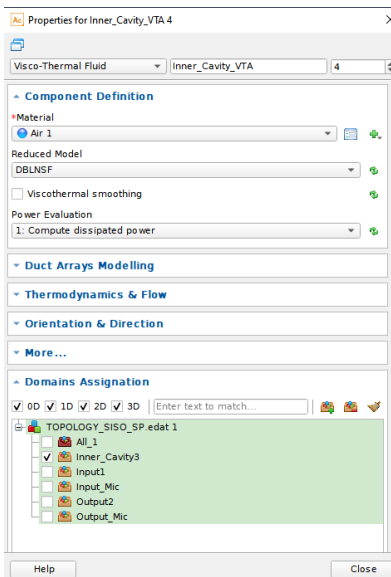 Ac Properties for Inner_Cavity_VTA 4
Visco-Thermal Fluid Inner_Cavity_VTA 4
Component Definition
*Material
Air 1
Reduced Model
DBLNSF
Viscothermal smoothing
Power Evaluation
1: Compute dissipated power
Duct Arrays Modelling
Thermodynamics & Flow
Orientation & Direction
More...
Domains Assignation
0D 1D 2D 3D Enter text to match...
TOPOLOGY_SISO_SP.edat 1
All_1
Inner_Cavity3
Input1
Input_Mic
Output2
Output_Mic
Help Close